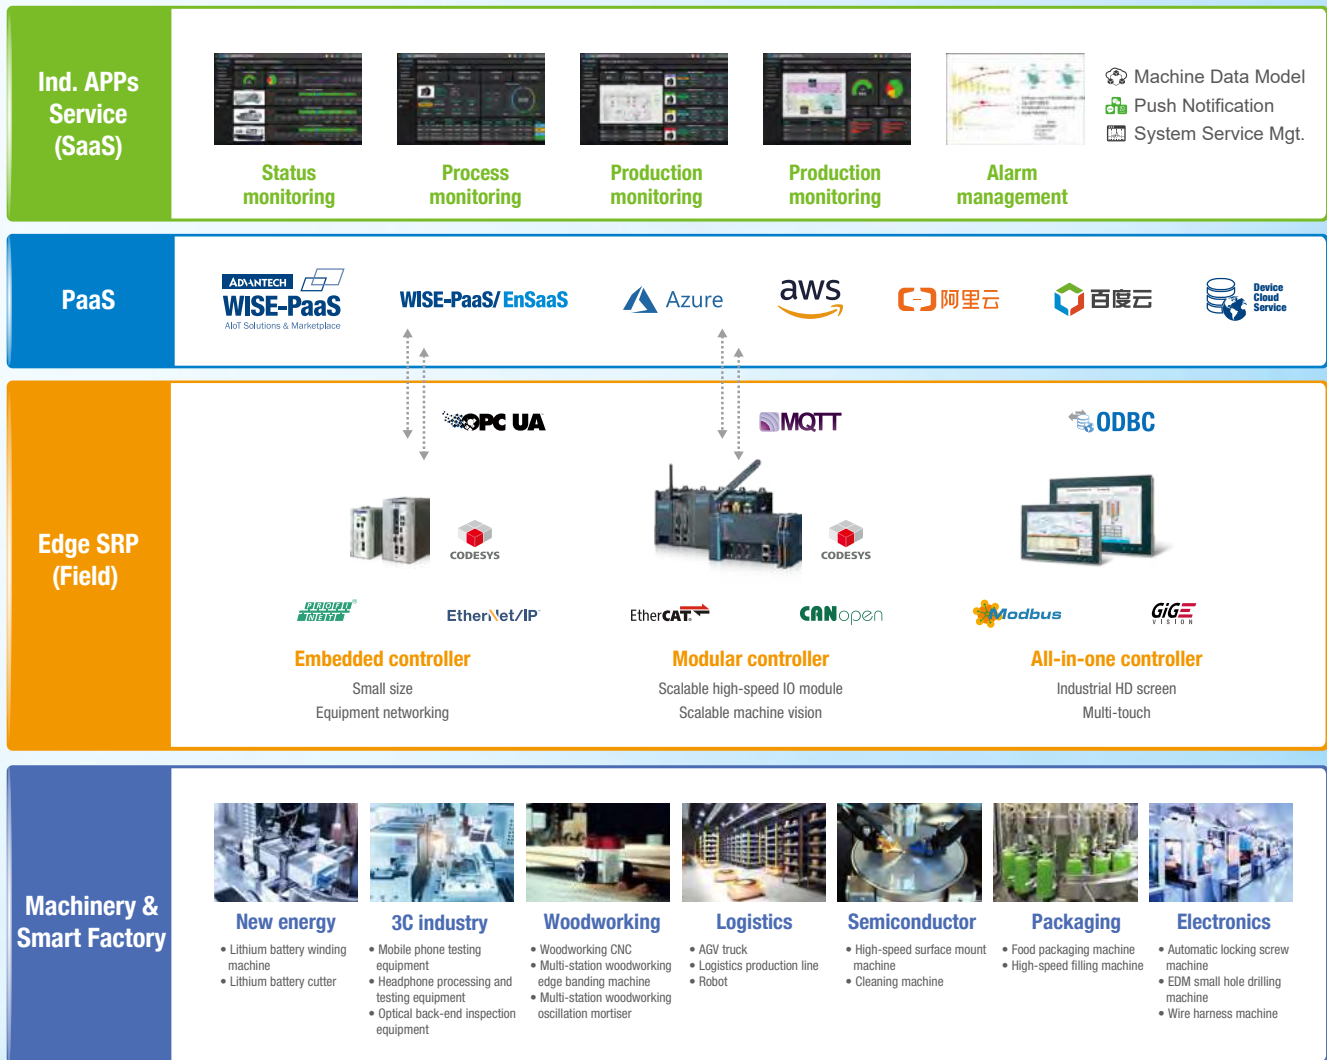 Ind. APPs
Service
(SaaS)
Status
monitoring
Process
monitoring
Production
monitoring
Production
monitoring
Alarm
management
Machine Data Model
Push Notification
System Service Mgt.
PaaS
ADVANTECH
WISE-PaaS
AIoT Solutions & Marketplace
WISE-PaaS/EnSaaS
Azure
aws
阿里云
百度云
Device
Cloud
Service
Edge SRP
(Field)
OPC UA
MQTT
ODBC
CODESYS
CODESYS
PROFI
NET
EtherNet/IP
EtherCAT
CANopen
Modbus
GiGE
VISION
Embedded controller
Small size
Equipment networking
Modular controller
Scalable high-speed IO module
Scalable machine vision
All-in-one controller
Industrial HD screen
Multi-touch
Machinery &
Smart Factory
New energy
• Lithium battery winding
machine
• Lithium battery cutter
3C industry
• Mobile phone testing
equipment
• Headphone processing and
testing equipment
• Optical back-end inspection
equipment
Woodworking
• Woodworking CNC
• Multi-station woodworking
edge banding machine
• Multi-station woodworking
oscillation mortiser
Logistics
• AGV truck
• Logistics production line
• Robot
Semiconductor
• High-speed surface mount
machine
• Cleaning machine
Packaging
• Food packaging machine
• High-speed filling machine
Electronics
• Automatic locking screw
machine
• EDM small hole drilling
machine
• Wire harness machine